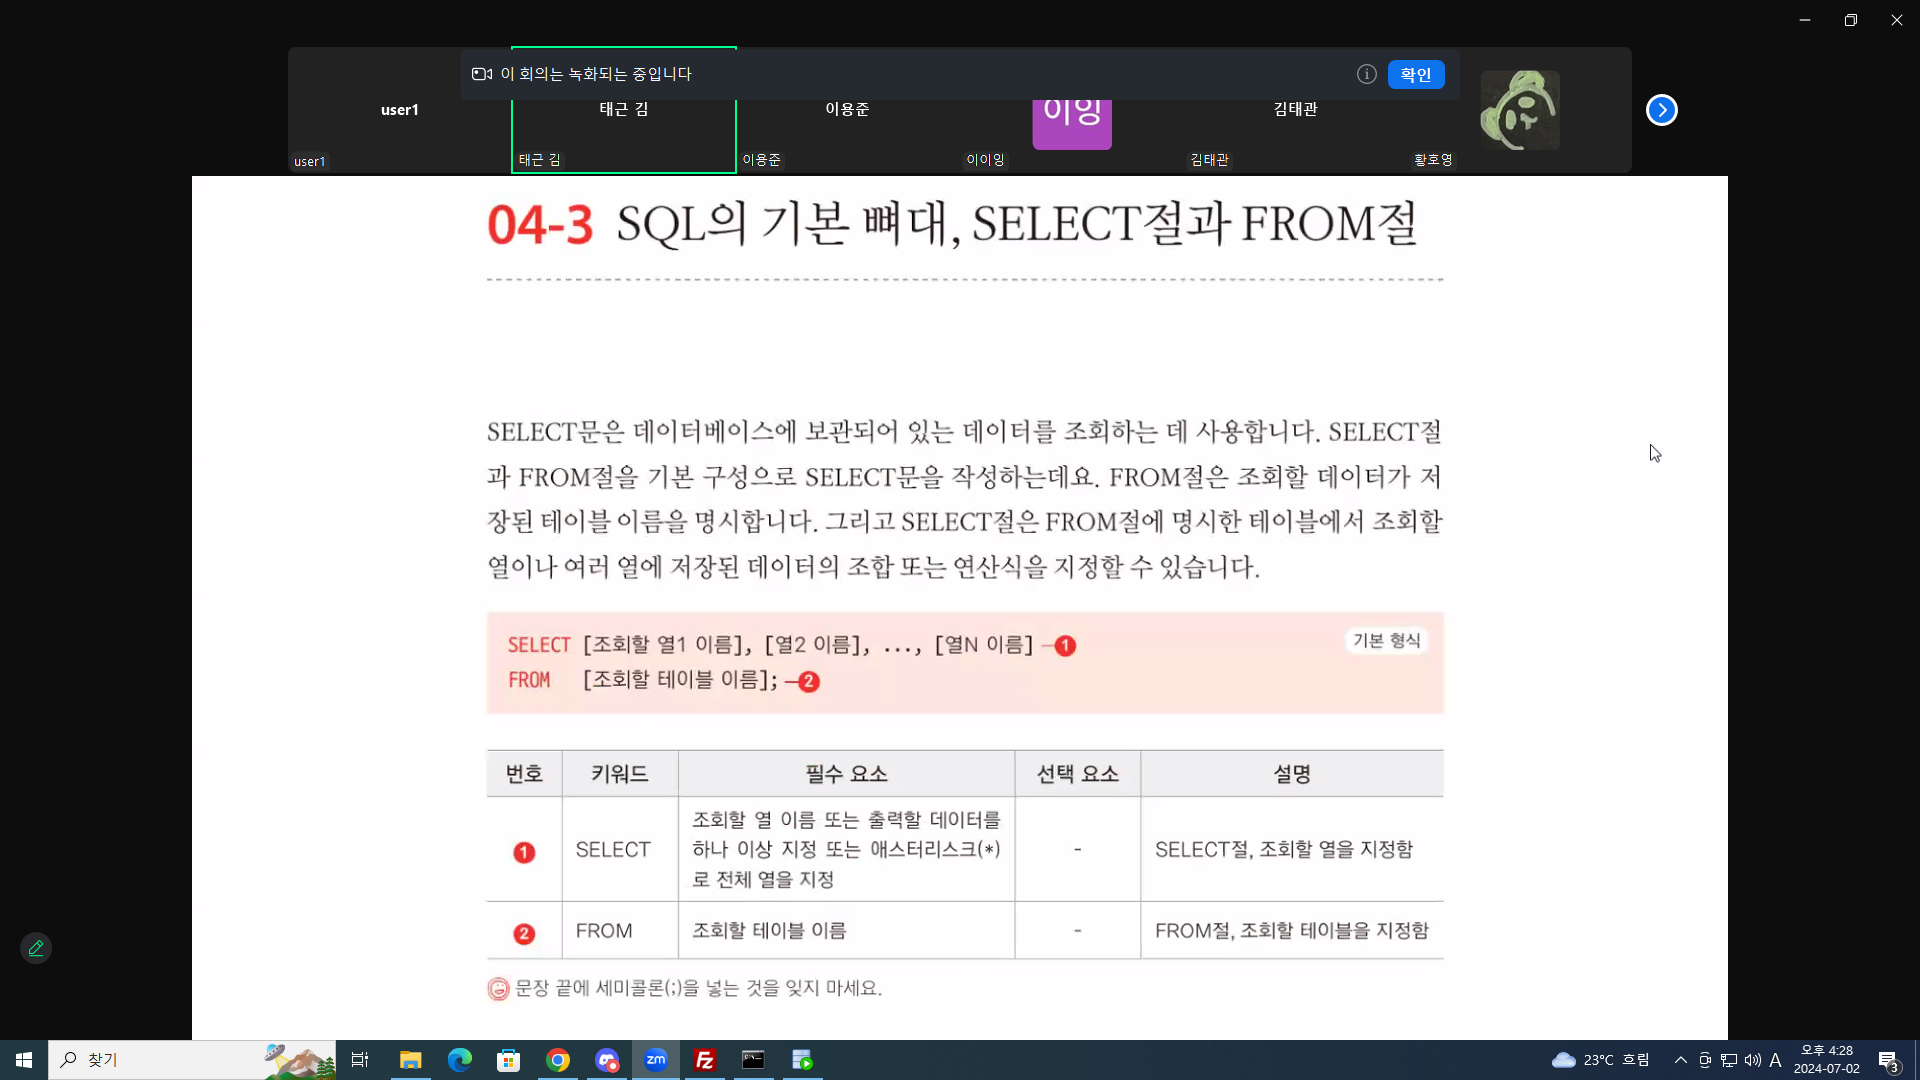 이 회의는 녹화되는 중입니다
확인
user1
태근 김
이용준
이잉
김태관
user1
태근 김
이용준
이이잉
김태관
황호영
04-3 SQL의 기본 뼈대, SELECT절과 FROM절
SELECT문은 데이터베이스에 보관되어 있는 데이터를 조회하는 데 사용합니다. SELECT절
과 FROM절을 기본 구성으로 SELECT문을 작성하는데요. FROM절은 조회할 데이터가 저
장된 테이블 이름을 명시합니다. 그리고 SELECT절은 FROM절에 명시한 테이블에서 조회할
열이나 여러 열에 저장된 데이터의 조합 또는 연산식을 지정할 수 있습니다.
기본 형식
SELECT [조회할 열1 이름], [열2 이름], ..., [열N 이름] ―1
FROM [조회할 테이블 이름]; ―2
번호 키워드 필수 요소 선택 요소 설명
1 SELECT 조회할 열 이름 또는 출력할 데이터를
하나 이상 지정 또는 애스터리스크(*)
로 전체 열을 지정
- SELECT절, 조회할 열을 지정함
2 FROM 조회할 테이블 이름 - FROM절, 조회할 테이블을 지정함
문장 끝에 세미콜론(;)을 넣는 것을 잊지 마세요.
찾기
zm
Fz
23°C 흐림
A
오후 4:28
2024-07-02
3